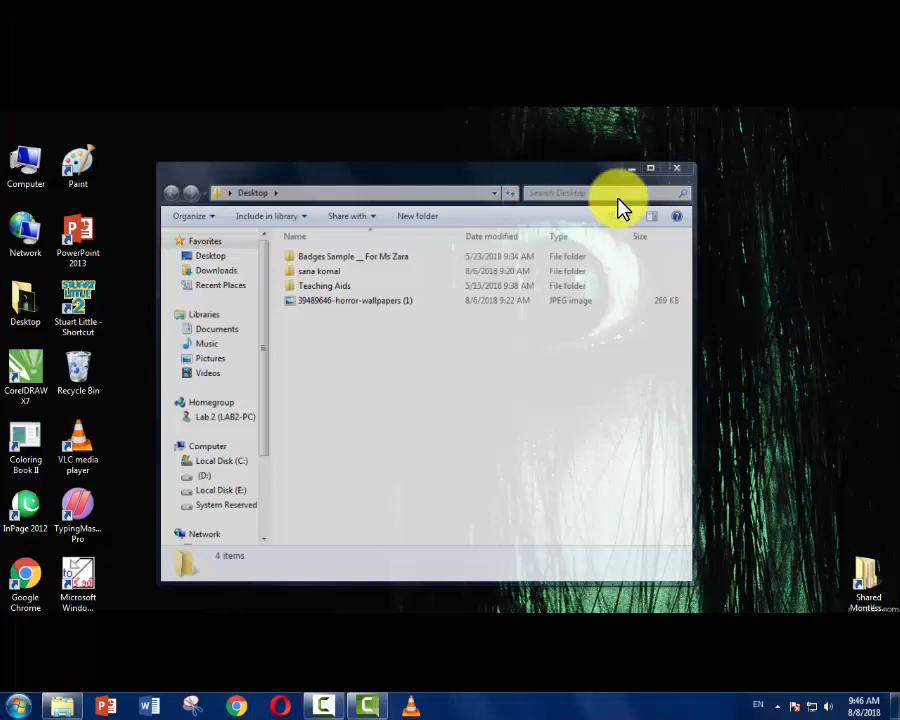 Computer
Paint
Network
PowerPoint 2013
Desktop
Stuart Little - Shortcut
CorelDRAW X7
Recycle Bin
Coloring Book II
VLC media player
InPage 2012
TypingMas... Pro
Google Chrome
Microsoft Windo...
Desktop
Search Desktop
Organize
Include in library
Share with
New folder
Name
Date modified
Type
Size
Favorites
Desktop
Downloads
Recent Places
Libraries
Documents
Music
Pictures
Videos
Homegroup
Lab 2 (LAB2-PC)
Computer
Local Disk (C:)
(D:)
Local Disk (E:)
System Reserved
Network
Badges Sample __ For Ms Zara 5/23/2018 9:34 AM File folder
sana komal 8/6/2018 9:20 AM File folder
Teaching Aids 5/15/2018 9:38 AM File folder
39489646-horror-wallpapers (1) 8/6/2018 9:22 AM JPEG image 269 KB
4 items
Shared
EN
9:46 AM
8/8/2018